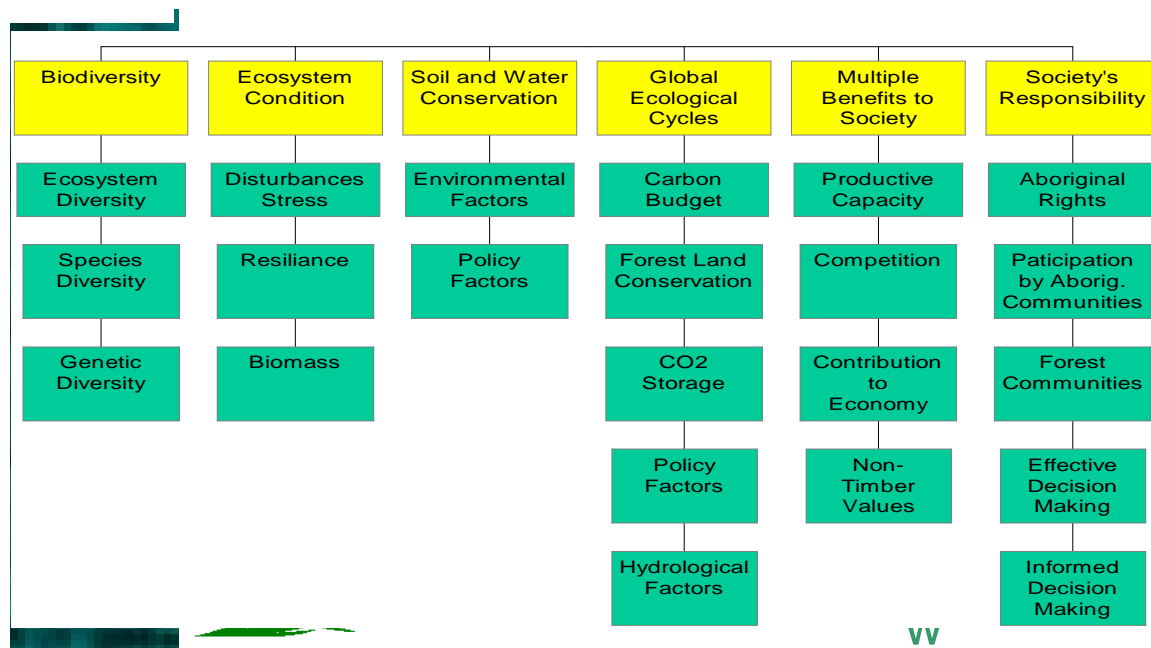 Biodiversity
Ecosystem
Condition
Soil and Water
Conservation
Global
Ecological
Cycles
Multiple
Benefits to
Society
Society's
Responsibility
Ecosystem
Diversity
Species
Diversity
Genetic
Diversity
Disturbances
Stress
Resiliance
Biomass
Environmental
Factors
Policy
Factors
Carbon
Budget
Forest Land
Conservation
CO2
Storage
Policy
Factors
Hydrological
Factors
Productive
Capacity
Competition
Contribution
to
Economy
Non-
Timber
Values
Aboriginal
Rights
Paticipation
by Aborig.
Communities
Forest
Communities
Effective
Decision
Making
Informed
Decision
Making